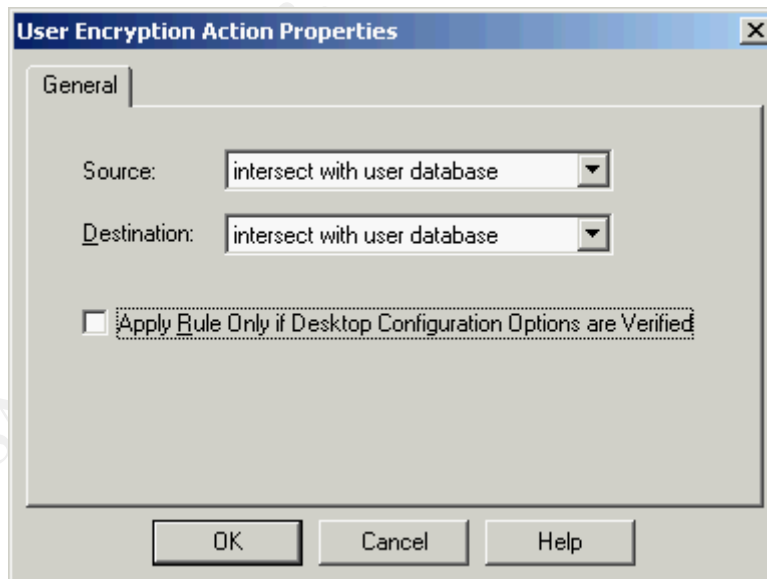 User Encryption Action Properties
General
Source: intersect with user database
Destination: intersect with user database
Apply Rule Only if Desktop Configuration Options are Verified
OK Cancel Help